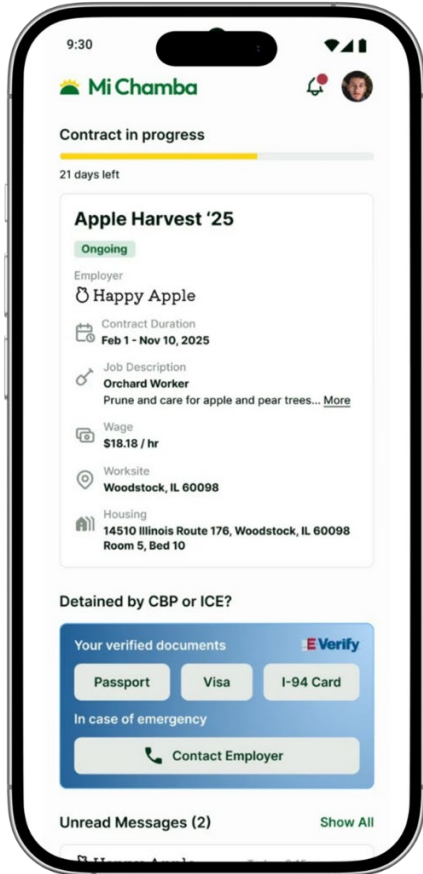 9:30
Mi Chamba
Contract in progress
21 days left
Apple Harvest ‘25
Ongoing
Employer
Happy Apple
Contract Duration
Feb 1 - Nov 10, 2025
Job Description
Orchard Worker
Prune and care for apple and pear trees... More
Wage
$18.18 / hr
Worksite
Woodstock, IL 60098
Housing
14510 Illinois Route 176, Woodstock, IL 60098
Room 5, Bed 10
Detained by CBP or ICE?
Your verified documents E Verify
Passport Visa I-94 Card
In case of emergency
Contact Employer
Unread Messages (2) Show All
Happy Apple